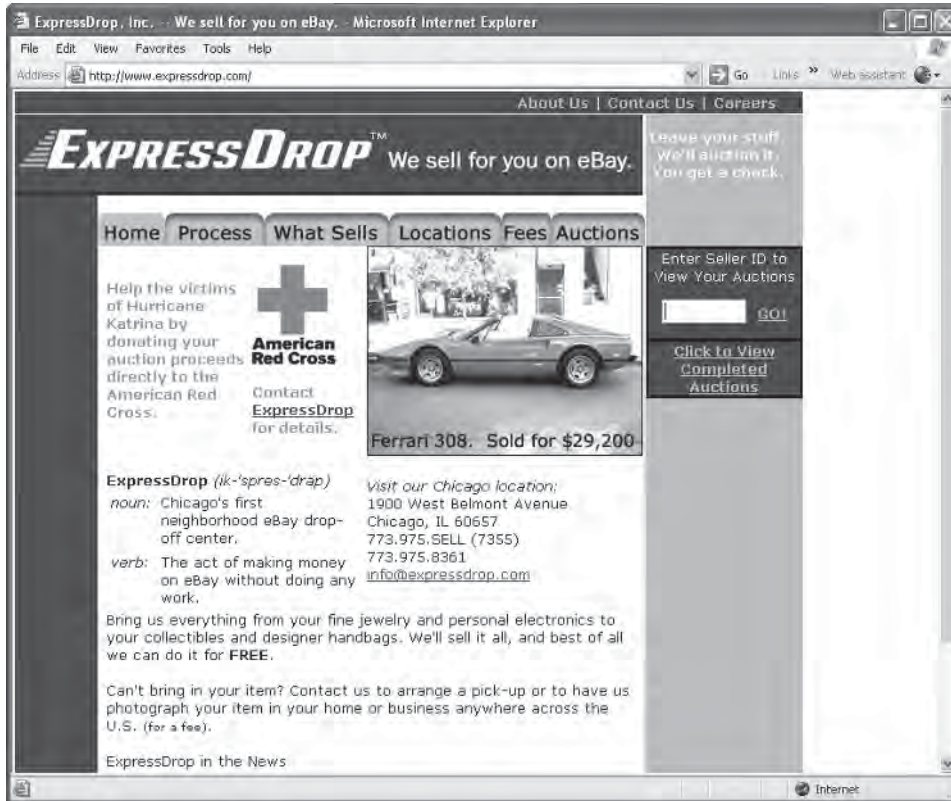 ExpressDrop, Inc. -- We sell for you on eBay. - Microsoft Internet Explorer
File Edit View Favorites Tools Help
Address http://www.expressdrop.com/ Go Links » Web assistant
About Us | Contact Us | Careers
EXPRESSDROP™ We sell for you on eBay.
Leave your stuff.
We'll auction it.
You get a check.
Home Process What Sells Locations Fees Auctions
Help the victims
of Hurricane
Katrina by
donating your
auction proceeds
directly to the
American Red
Cross.
American
Red Cross
Contact
ExpressDrop
for details.
Ferrari 308. Sold for $29,200
Enter Seller ID to
View Your Auctions
GO!
Click to View
Completed
Auctions
ExpressDrop (ik-'spres-'drap)
noun: Chicago's first
neighborhood eBay drop-
off center.
verb: The act of making money
on eBay without doing any
work.
Visit our Chicago location:
1900 West Belmont Avenue
Chicago, IL 60657
773.975.SELL (7355)
773.975.8361
info@expressdrop.com
Bring us everything from your fine jewelry and personal electronics to
your collectibles and designer handbags. We'll sell it all, and best of all
we can do it for FREE.
Can't bring in your item? Contact us to arrange a pick-up or to have us
photograph your item in your home or business anywhere across the
U.S. (for a fee).
ExpressDrop in the News
Internet